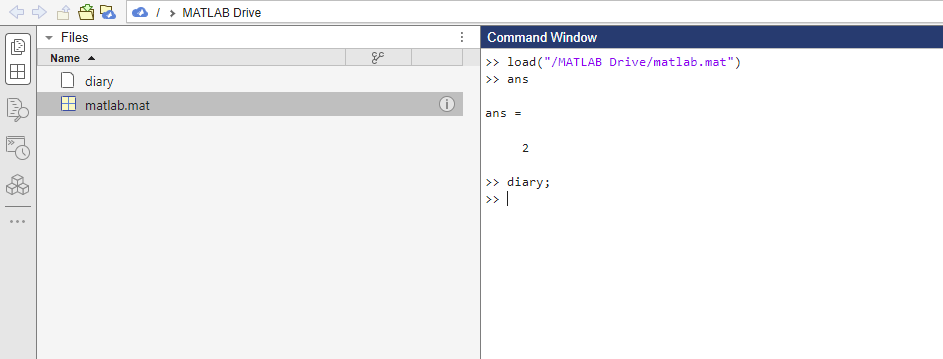 / > MATLAB Drive
Files
Name
diary
matlab.mat
Command Window
>> load("/MATLAB Drive/matlab.mat")
>> ans
ans =
2
>> diary;
>>